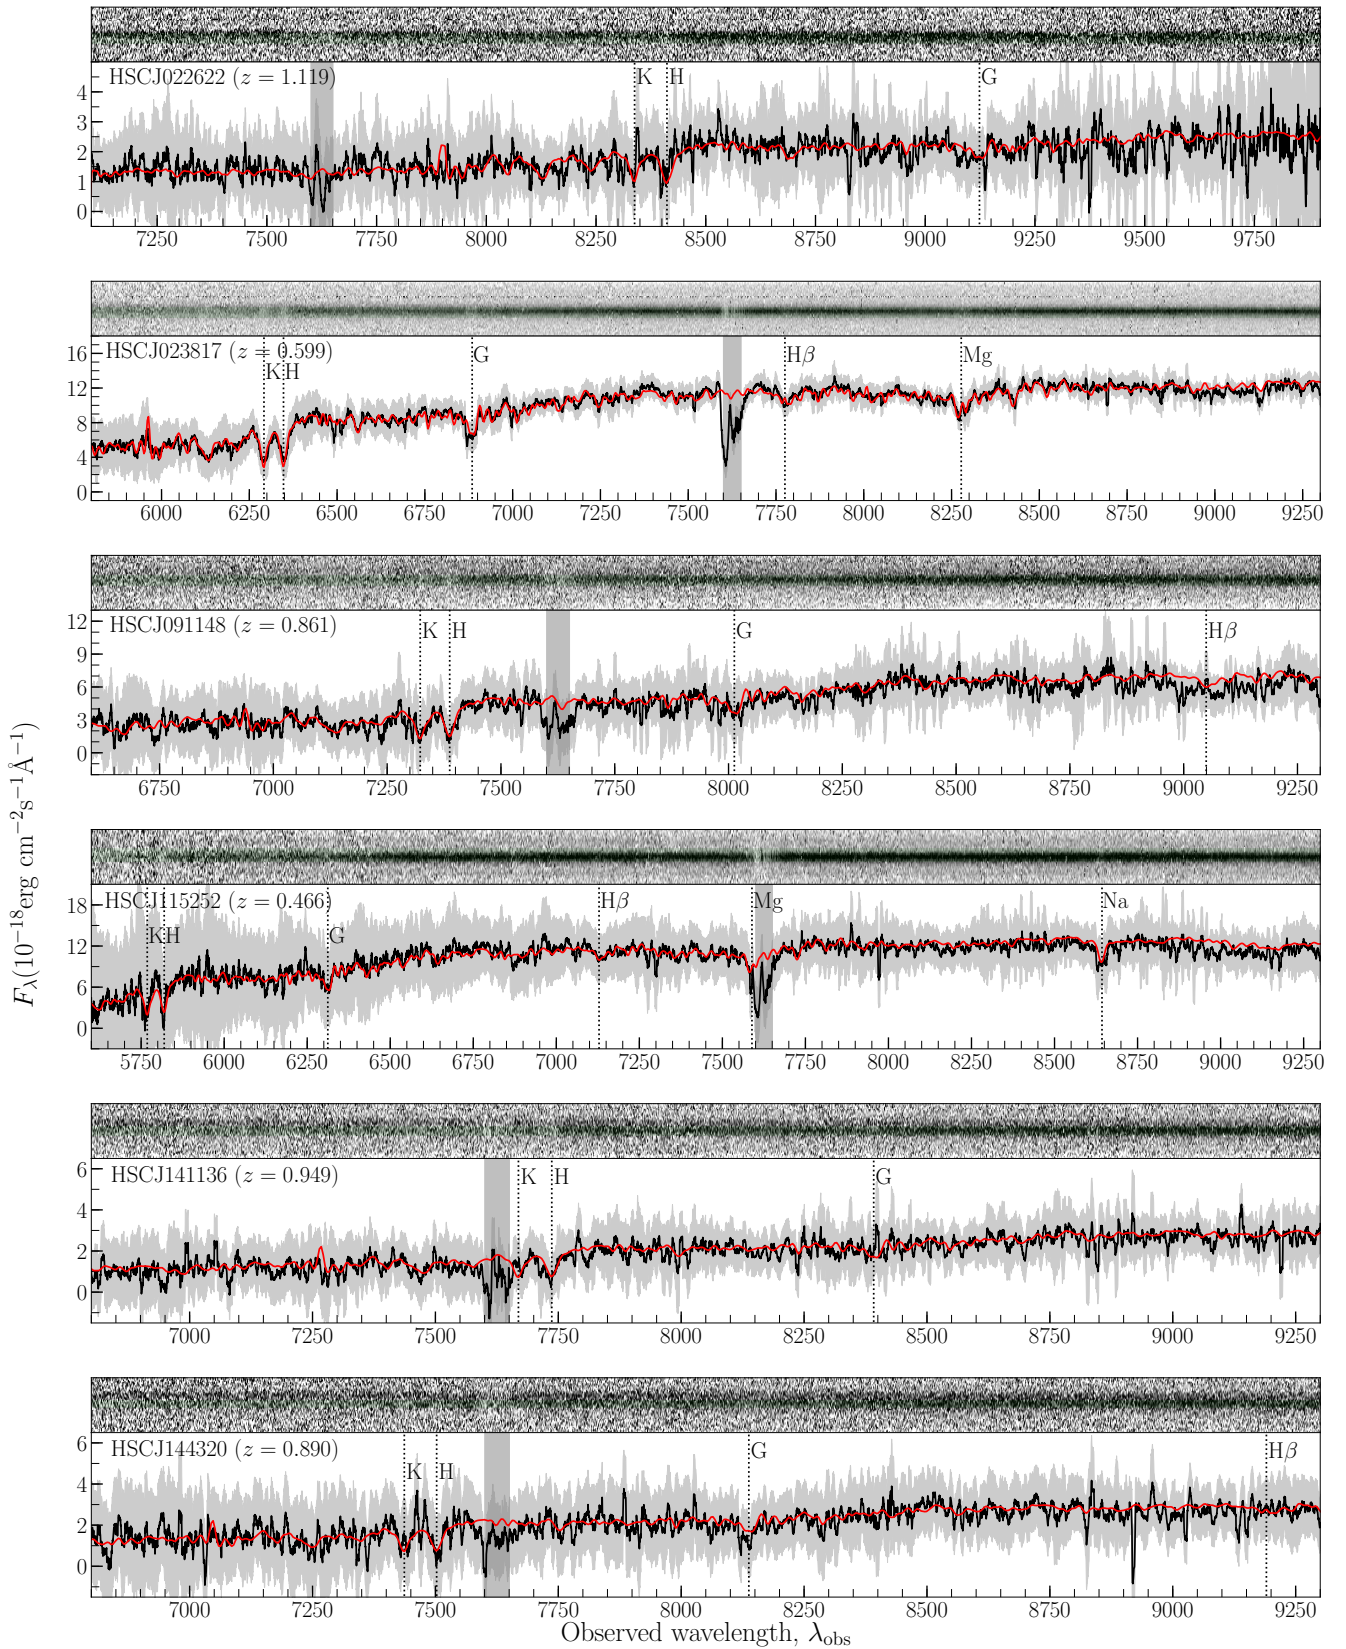 HSCJ022622 (z = 1.119)
K H G
4
3
2
1
0
7250 7500 7750 8000 8250 8500 8750 9000 9250 9500 9750
HSCJ023817 (z = 0.599)
K H G Hβ Mg
16
12
8
4
0
6000 6250 6500 6750 7000 7250 7500 7750 8000 8250 8500 8750 9000 9250
HSCJ091148 (z = 0.861)
K H G Hβ
12
9
6
3
0
6750 7000 7250 7500 7750 8000 8250 8500 8750 9000 9250
HSCJ115252 (z = 0.466)
K H G Hβ Mg Na
18
12
6
0
5750 6000 6250 6500 6750 7000 7250 7500 7750 8000 8250 8500 8750 9000 9250
HSCJ141136 (z = 0.949)
K H G
6
4
2
0
7000 7250 7500 7750 8000 8250 8500 8750 9000 9250
HSCJ144320 (z = 0.890)
K H G Hβ
6
4
2
0
7000 7250 7500 7750 8000 8250 8500 8750 9000 9250
Observed wavelength, λobs
Fλ(10−18erg cm−2s−1Å−1)